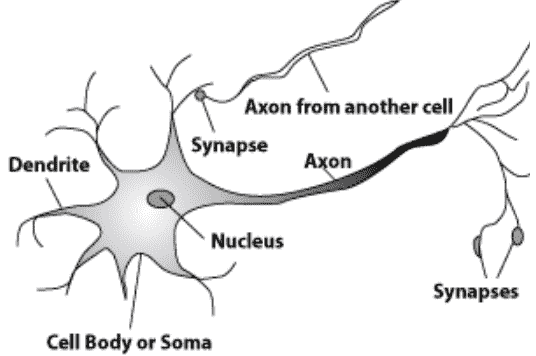 Axon from another cell
Synapse
Axon
Dendrite
Nucleus
Synapses
Cell Body or Soma